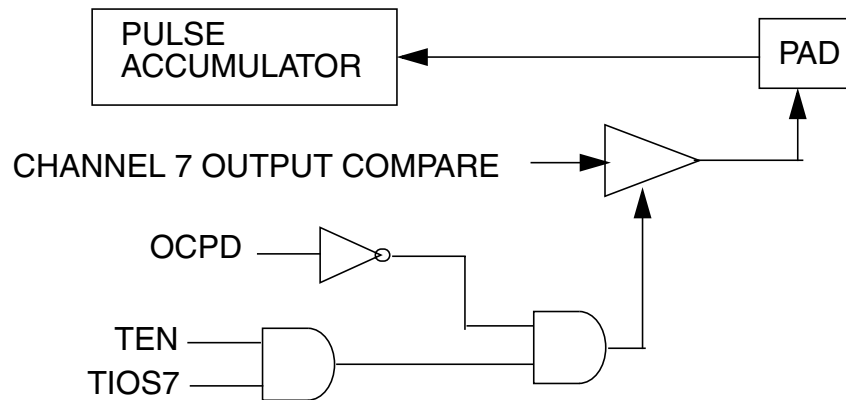 PULSE
ACCUMULATOR
PAD
CHANNEL 7 OUTPUT COMPARE
OCPD
TEN
TIOS7